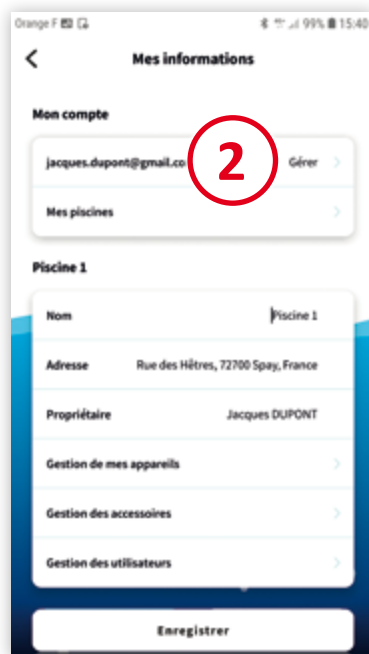 Orange F 99% 15:40
Mes informations
Mon compte
jacques.dupont@gmail.co 2 Gérer
Mes piscines
Piscine 1
Nom Piscine 1
Adresse Rue des Hêtres, 72700 Spay, France
Propriétaire Jacques DUPONT
Gestion de mes appareils
Gestion des accessoires
Gestion des utilisateurs
Enregistrer